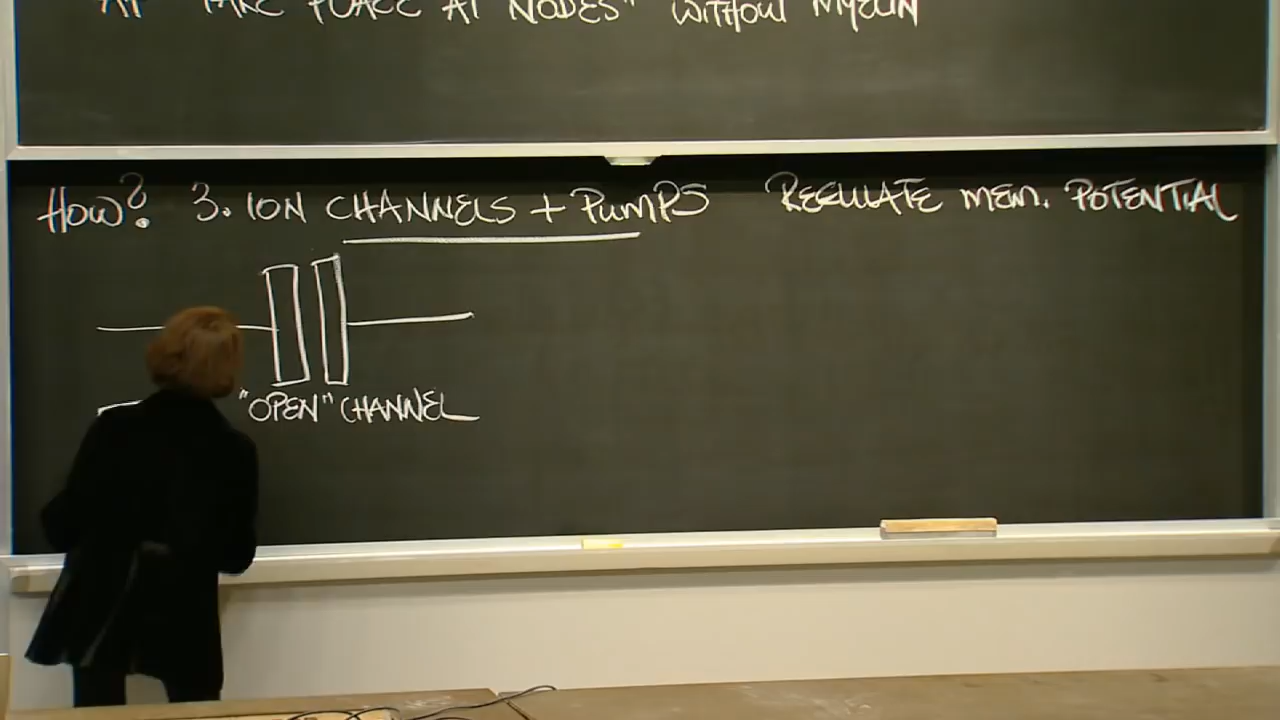 AP "TAKE PLACE AT NODES" WITHOUT MYELIN
How? 3. ION CHANNELS + PUMPS REGULATE MEM. POTENTIAL
"OPEN" CHANNEL